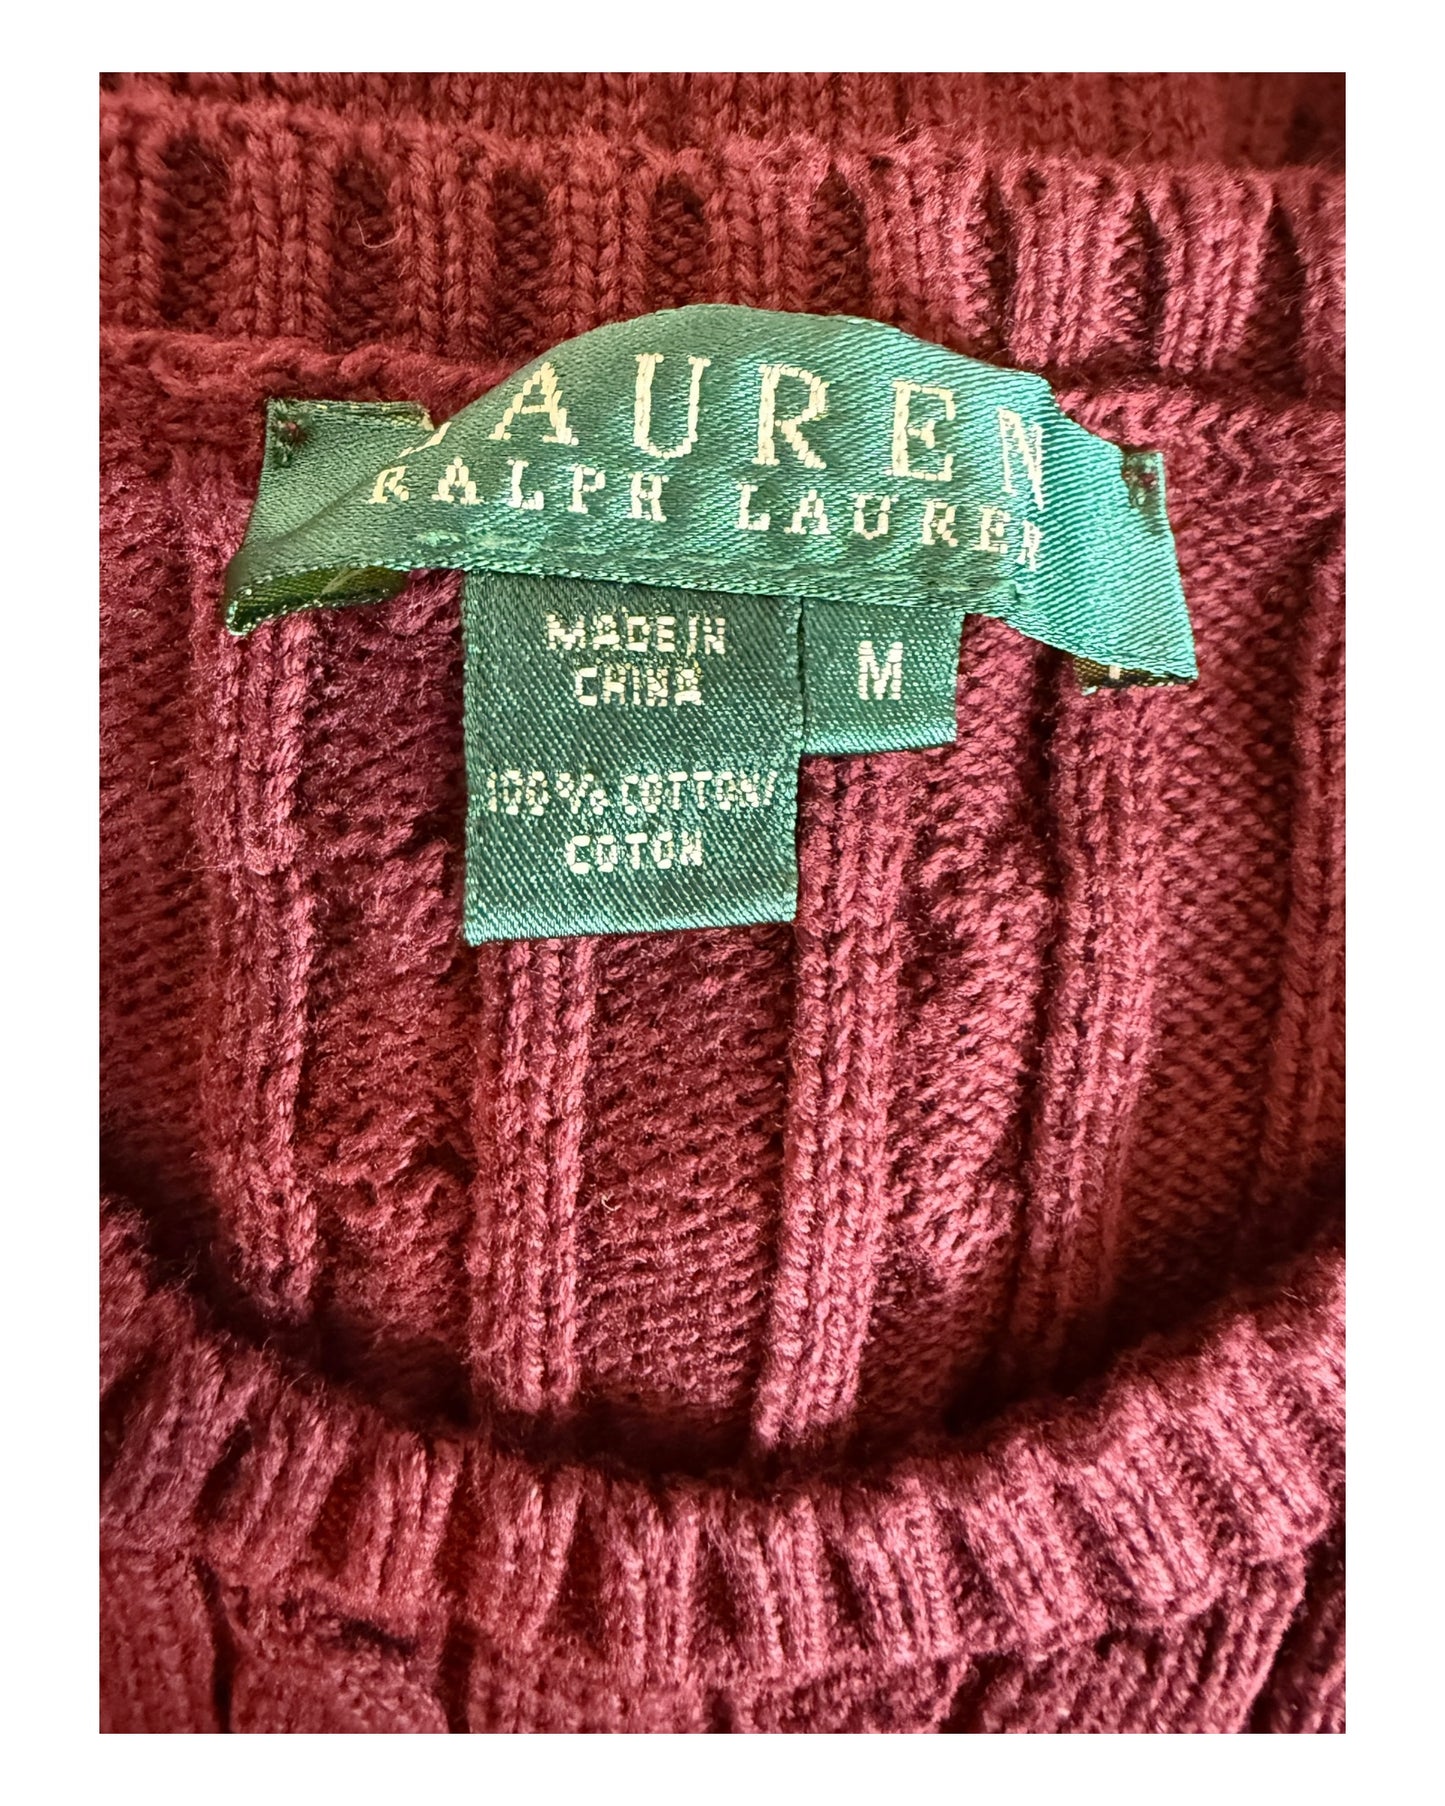 LAUREN
RALPH LAUREN
MADE IN
CHINA
M
100% COTTON/
COTON